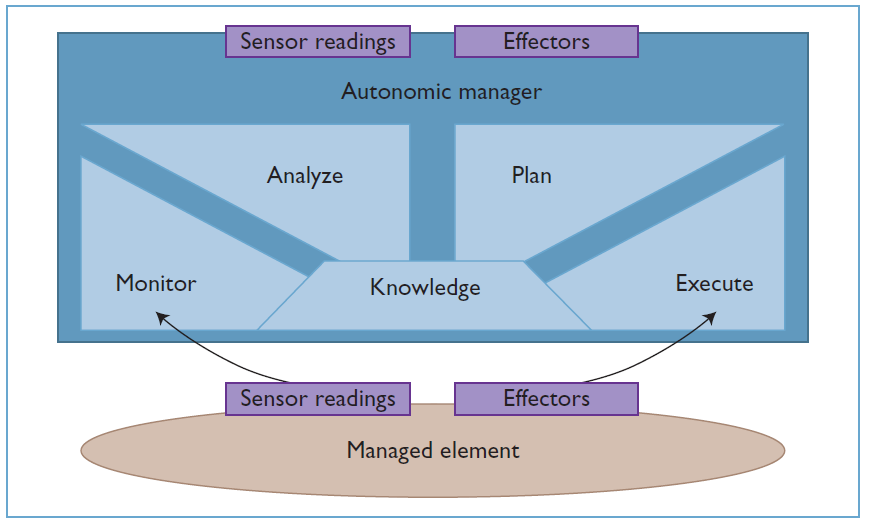 Sensor readings
Effectors
Autonomic manager
Analyze
Plan
Monitor
Knowledge
Execute
Sensor readings
Effectors
Managed element